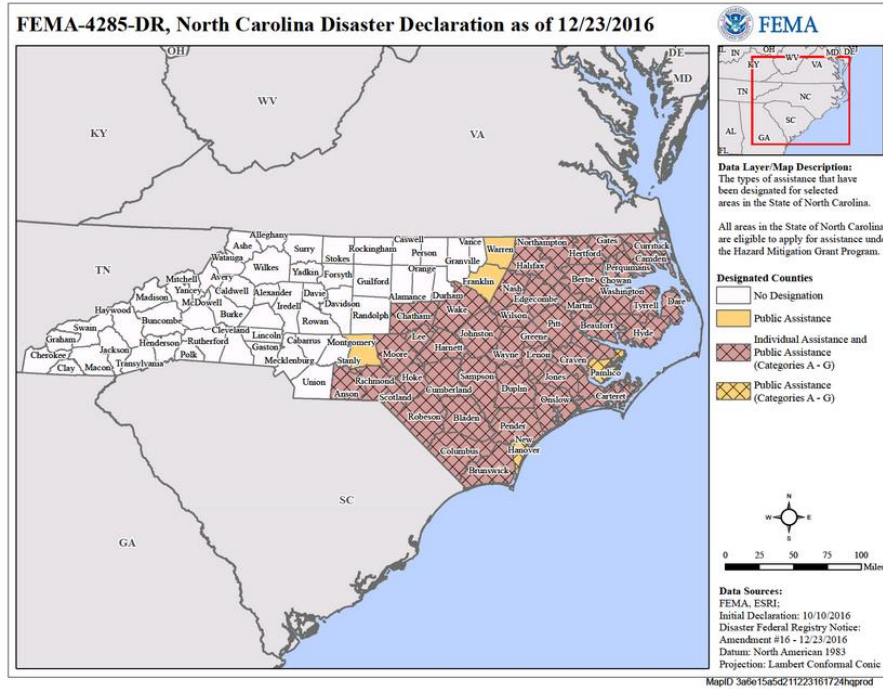 FEMA-4285-DR, North Carolina Disaster Declaration as of 12/23/2016
FEMA
OH
WV
KY
VA
DE
MD
TN
SC
GA
Alleghany
Ashe
Surry
Stokes
Rockingham
Caswell
Person
Vance
Granville
Warren
Northampton
Gates
Hertford
Currituck
Camden
Perquimans
Chowan
Watauga
Wilkes
Yadkin
Forsyth
Guilford
Orange
Alamance
Durham
Franklin
Halifax
Bertie
Washington
Tyrrell
Dare
Mitchell
Avery
Yancey
Caldwell
Alexander
Davie
Davidson
Randolph
Chatham
Wake
Nash
Edgecombe
Martin
Madison
McDowell
Burke
Iredell
Rowan
Wilson
Pitt
Beaufort
Hyde
Haywood
Buncombe
Swain
Graham
Cherokee
Clay
Macon
Jackson
Transylvania
Henderson
Polk
Rutherford
Cleveland
Lincoln
Gaston
Cabarrus
Mecklenburg
Stanly
Montgomery
Union
Anson
Richmond
Moore
Lee
Harnett
Johnston
Wayne
Greene
Lenoir
Craven
Pamlico
Jones
Carteret
Onslow
Duplin
Sampson
Cumberland
Hoke
Scotland
Robeson
Bladen
Pender
New
Hanover
Columbus
Brunswick
IN
OH
KY
WV
VA
MD
DE
TN
NC
SC
AL
GA
FL
Data Layer/Map Description:
The types of assistance that have
been designated for selected
areas in the State of North Carolina.
All areas in the State of North Carolina
are eligible to apply for assistance unde
the Hazard Mitigation Grant Program.
Designated Counties
No Designation
Public Assistance
Individual Assistance and
Public Assistance
(Categories A - G)
Public Assistance
(Categories A - G)
N
W E
S
0 25 50 75 100
Miles
Data Sources:
FEMA, ESRI;
Initial Declaration: 10/10/2016
Disaster Federal Registry Notice:
Amendment #16 - 12/23/2016
Datum: North American 1983
Projection: Lambert Conformal Conic
MapID 3a6e15a5d211223161724hqprod